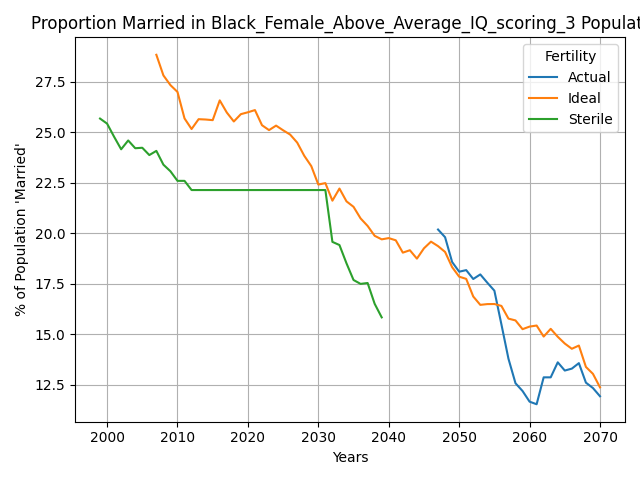 Proportion Married in Black_Female_Above_Average_IQ_scoring_3 Populat
Fertility
Actual
Ideal
Sterile
% of Population 'Married'
27.5
25.0
22.5
20.0
17.5
15.0
12.5
2000 2010 2020 2030 2040 2050 2060 2070
Years